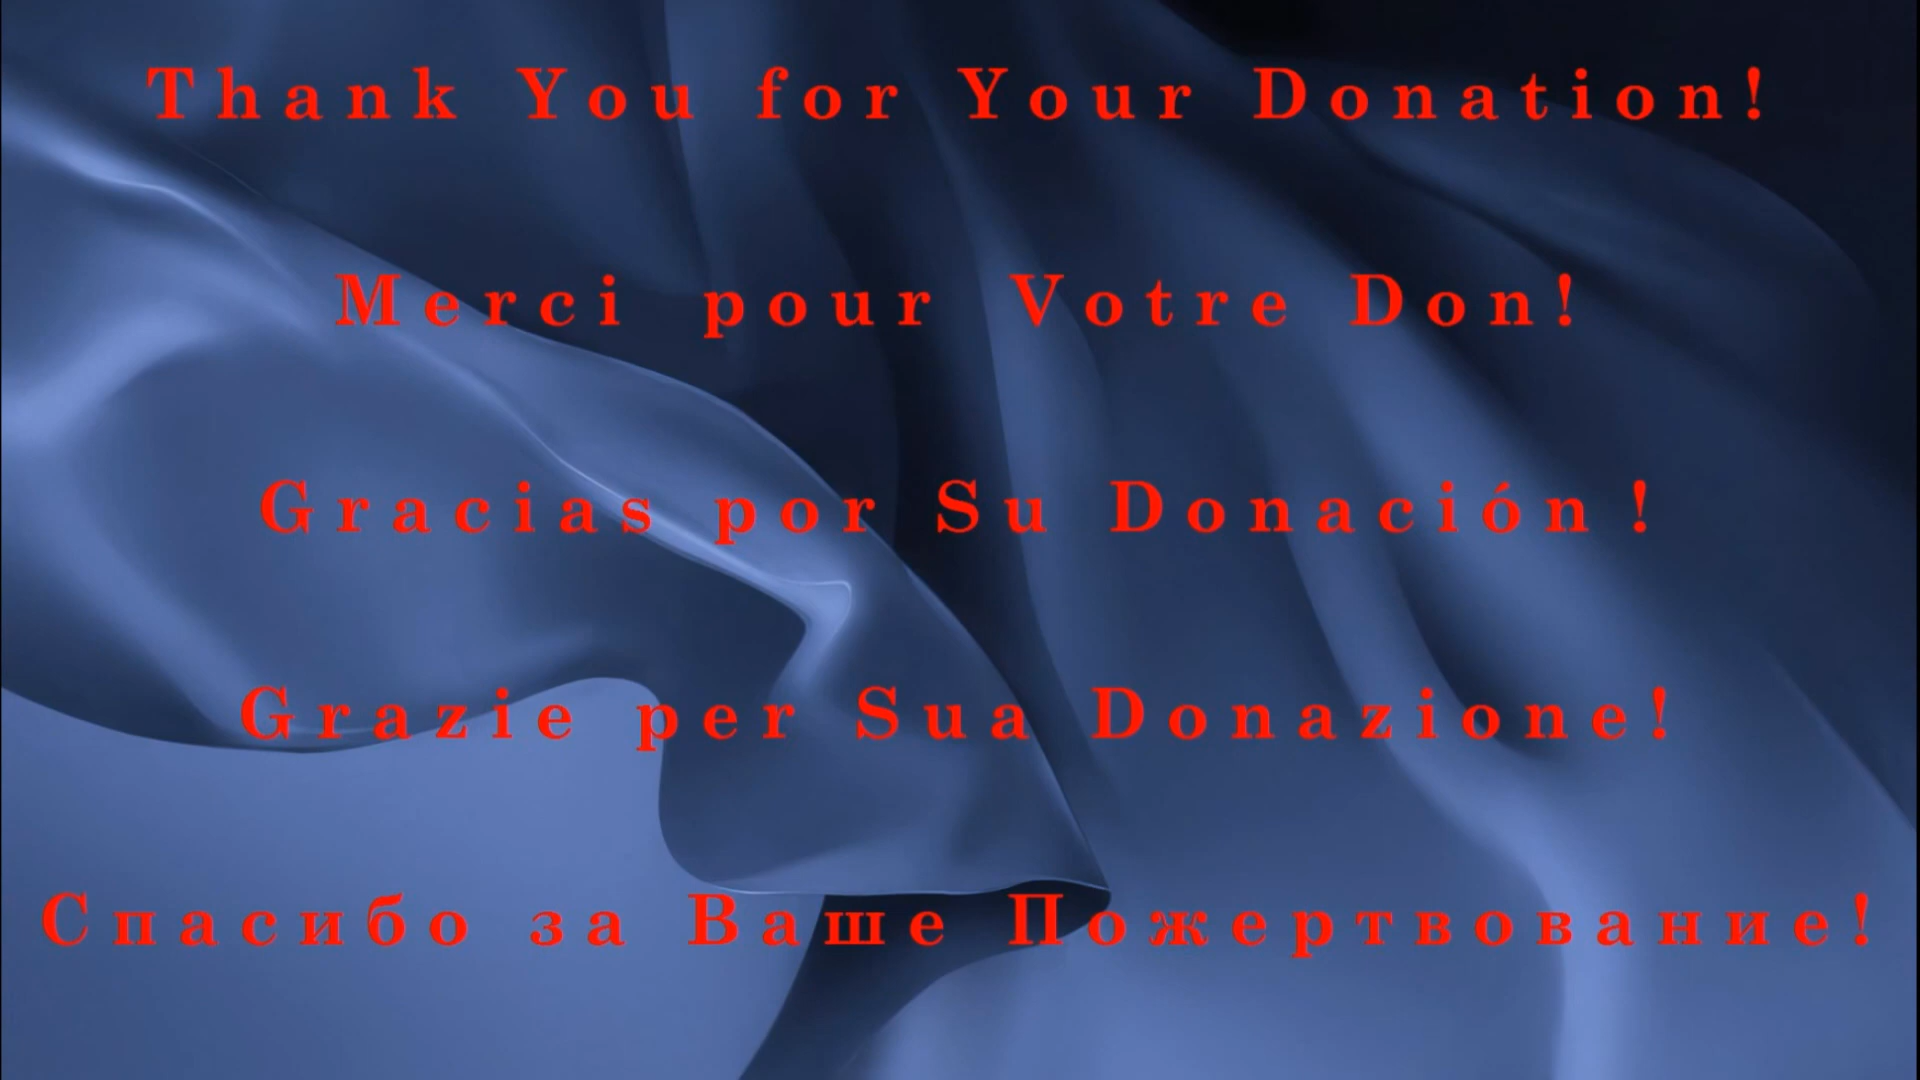 Thank You for Your Donation!
Merci pour Votre Don!
Gracias por Su Donación !
Grazie per Sua Donazione!
Спасибо за Ваше Пожертвование!